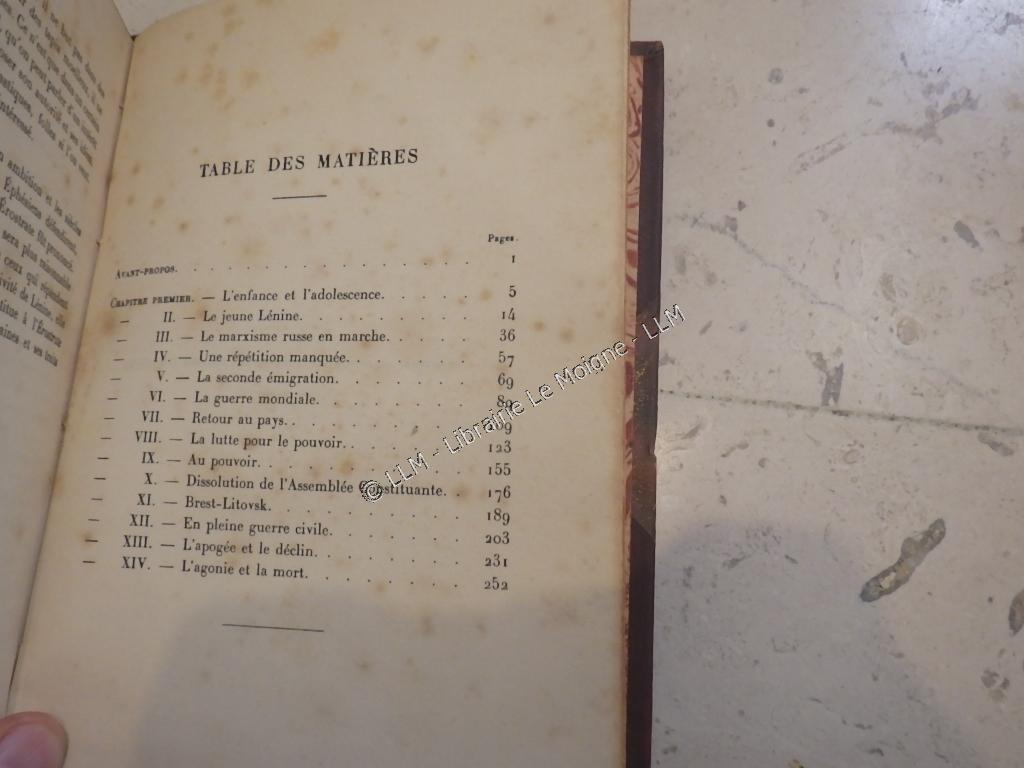 TABLE DES MATIÈRES
Pages.
AVANT-PROPOS. . . . . . . . . . . . . . . . . 1
CHAPITRE PREMIER. — L'enfance et l'adolescence. . . . . . 5
— II. — Le jeune Lénine. . . . . . . . . . 14
— III. — Le marxisme russe en marche. . . . . . 36
— IV. — Une répétition manquée. . . . . . . . 57
— V. — La seconde émigration. . . . . . . . 69
— VI. — La guerre mondiale. . . . . . . . . 89
— VII. — Retour au pays. . . . . . . . . .
— VIII. — La lutte pour le pouvoir. . . . . . . 123
— IX. — Au pouvoir. . . . . . . . . . . 155
— X. — Dissolution de l'Assemblée Constituante. . . 176
— XI. — Brest-Litovsk. . . . . . . . . . . 189
— XII. — En pleine guerre civile. . . . . . . . 203
— XIII. — L'apogée et le déclin. . . . . . . . 231
— XIV. — L'agonie et la mort. . . . . . . . . 252
© LLM - Librairie Le Moigne - LLM